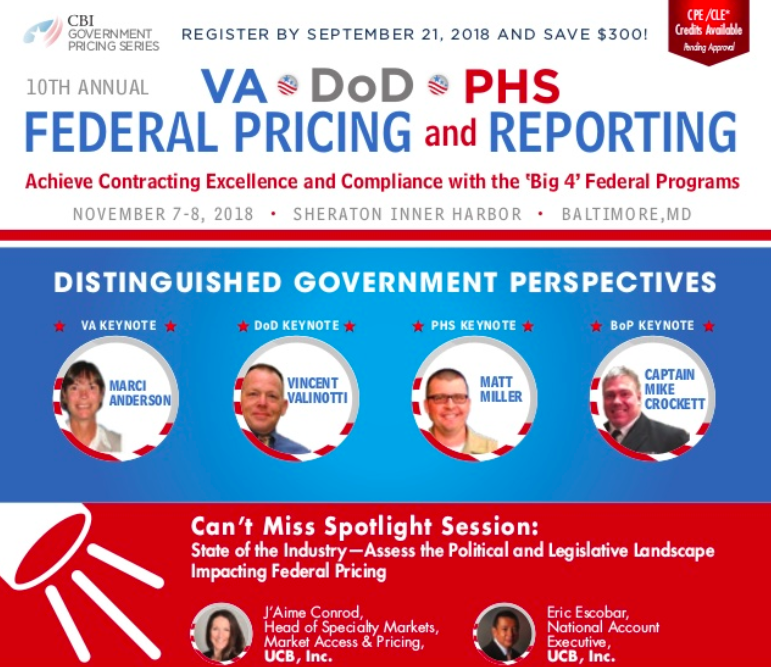 CBI
GOVERNMENT
PRICING SERIES
REGISTER BY SEPTEMBER 21, 2018 AND SAVE $300!
CPE/CLE*
Credits Available
Pending Approval
10TH ANNUAL
VA DoD PHS
FEDERAL PRICING and REPORTING
Achieve Contracting Excellence and Compliance with the 'Big 4' Federal Programs
NOVEMBER 7-8, 2018 • SHERATON INNER HARBOR • BALTIMORE,MD
DISTINGUISHED GOVERNMENT PERSPECTIVES
★ VA KEYNOTE ★
MARCI
ANDERSON
★ DoD KEYNOTE ★
VINCENT
VALINOTTI
★ PHS KEYNOTE ★
MATT
MILLER
★ BoP KEYNOTE ★
CAPTAIN
MIKE
CROCKETT
Can't Miss Spotlight Session:
State of the Industry—Assess the Political and Legislative Landscape
Impacting Federal Pricing
J'Aime Conrod,
Head of Specialty Markets,
Market Access & Pricing,
UCB, Inc.
Eric Escobar,
National Account
Executive,
UCB, Inc.